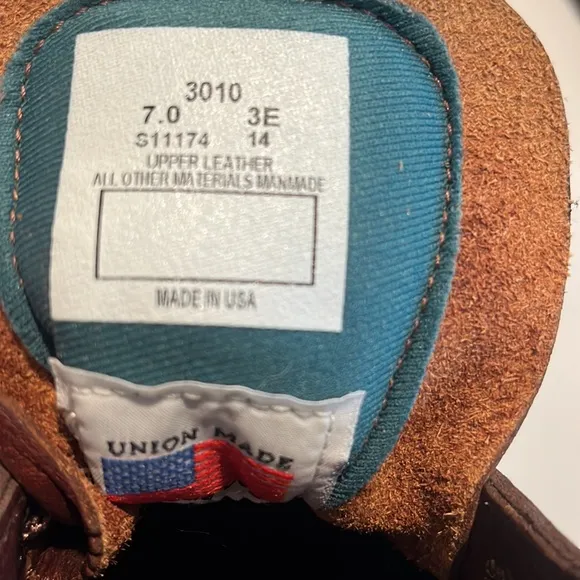 3010
7.0 3E
S11174 14
UPPER LEATHER
ALL OTHER MATERIALS MANMADE
MADE IN USA
UNION MADE